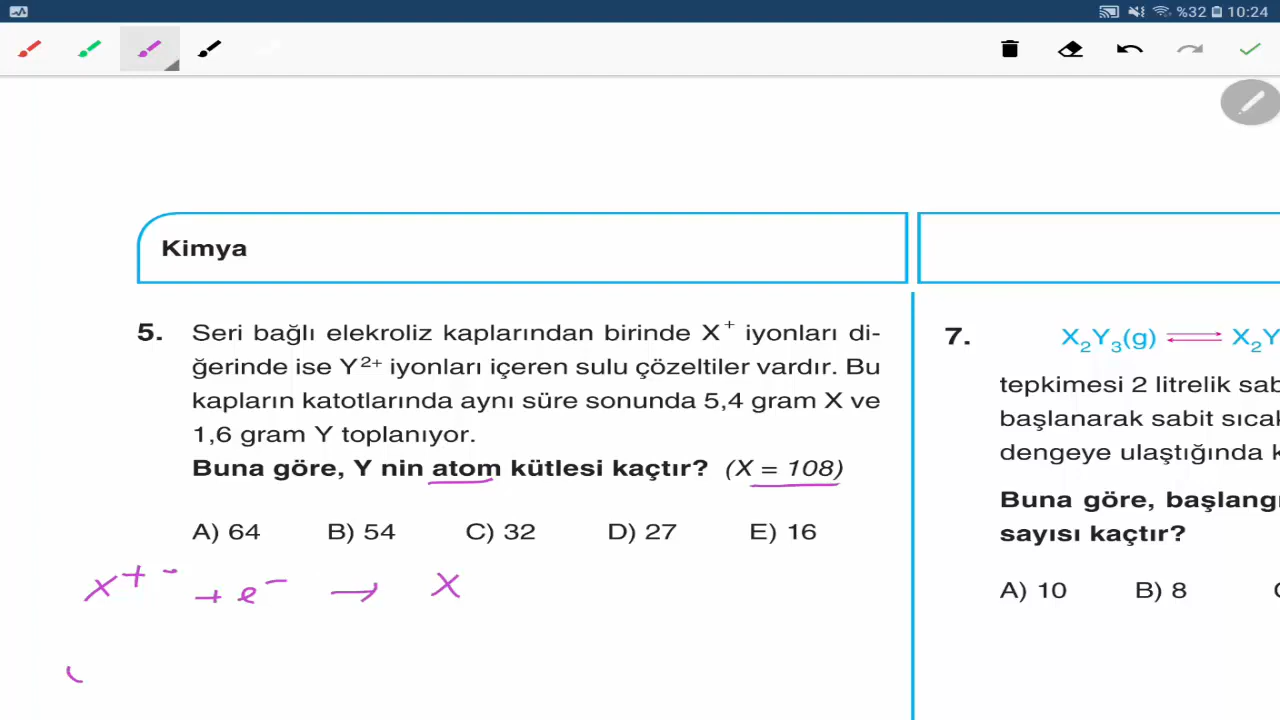 %32 10:24
Kimya
5. Seri bağlı elekroliz kaplarından birinde X⁺ iyonları di-
ğerinde ise Y²⁺ iyonları içeren sulu çözeltiler vardır. Bu
kapların katotlarında aynı süre sonunda 5,4 gram X ve
1,6 gram Y toplanıyor.
Buna göre, Y nin atom kütlesi kaçtır? (X = 108)
A) 64 B) 54 C) 32 D) 27 E) 16
x⁺ + e⁻ → X
7. X₂Y₃(g) ⇌ X₂Y
tepkimesi 2 litrelik sab
başlanarak sabit sıcak
dengeye ulaştığında k
Buna göre, başlangı
sayısı kaçtır?
A) 10 B) 8